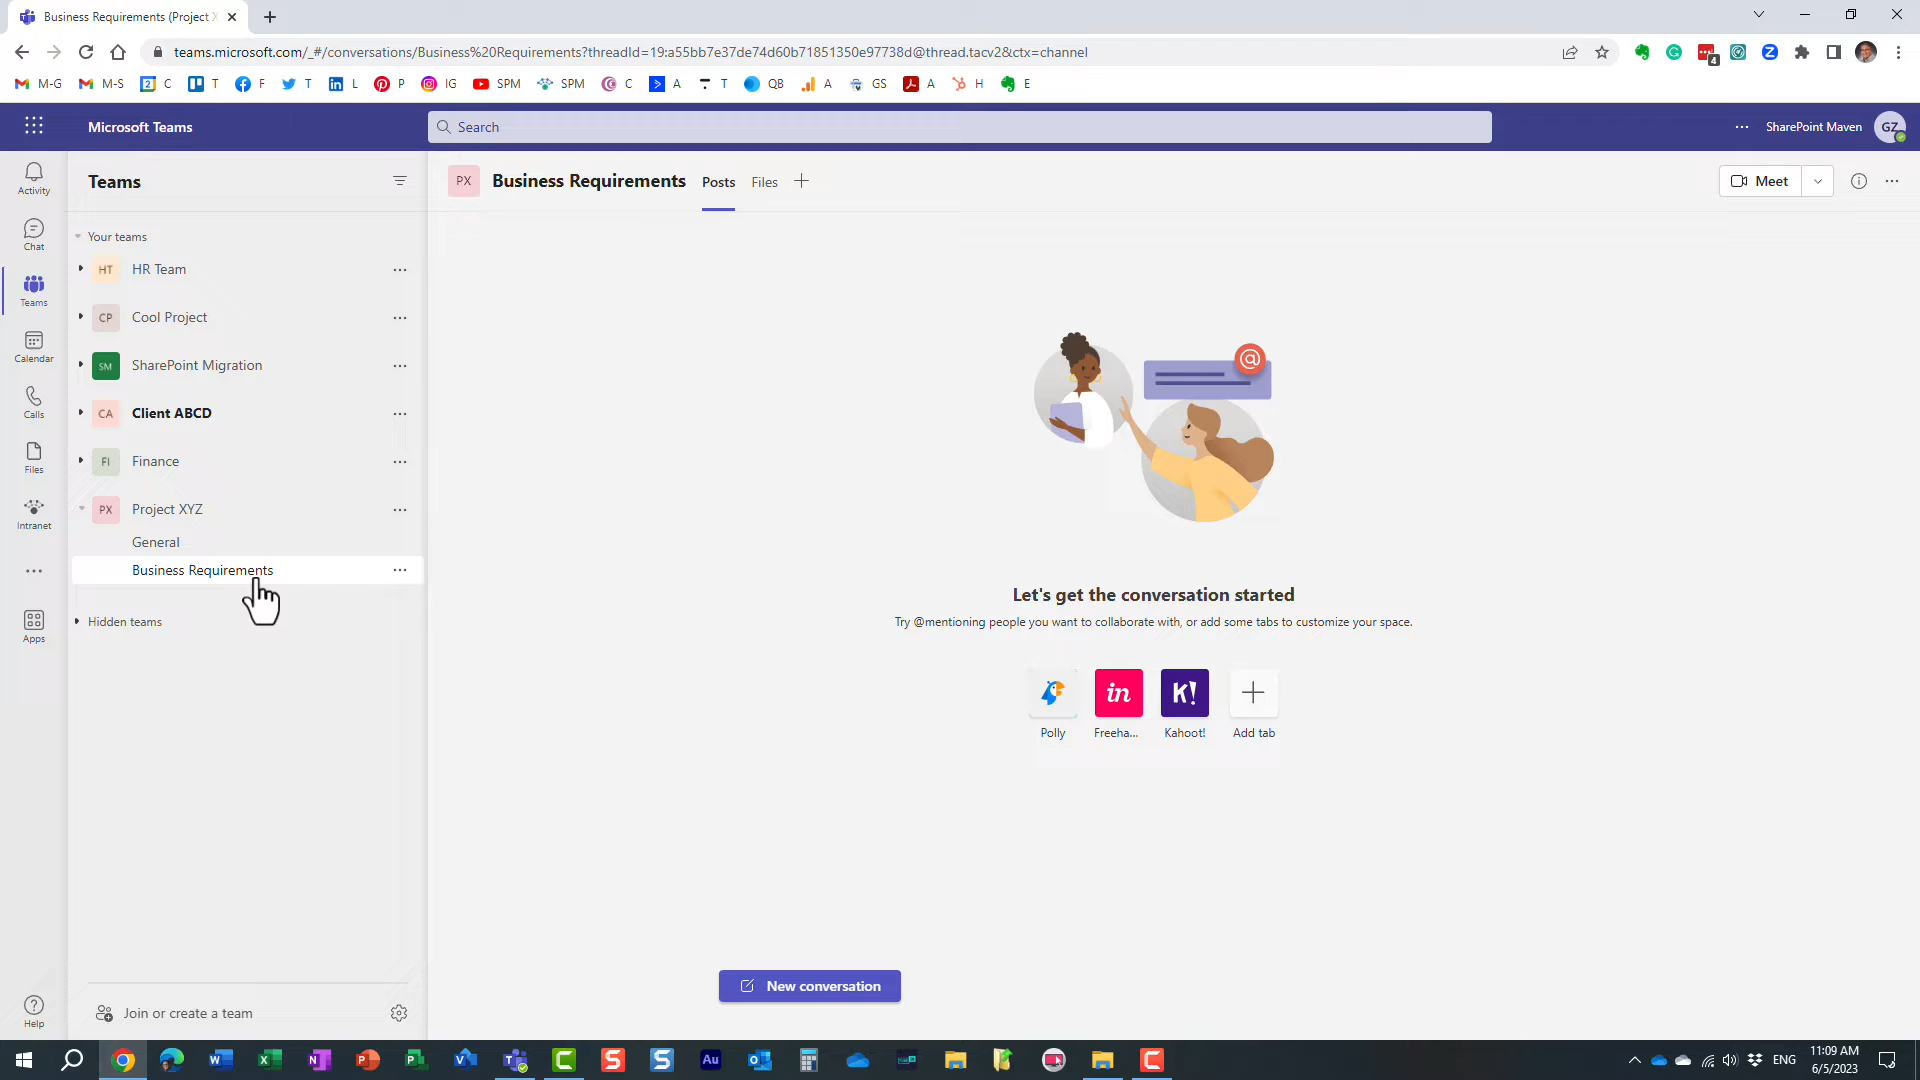 Business Requirements (Project X
teams.microsoft.com/_#/conversations/Business%20Requirements?threadId=19:a55bb7e37de74d60b71851350e97738d@thread.tacv2&ctx=channel
4
M-G M-S 2 C T F T L P IG SPM SPM C A T QB A GS A H E
Microsoft Teams
Search
SharePoint Maven
GZ
Activity
Chat
Teams
Calendar
Calls
Files
Intranet
Apps
Help
Teams
Your teams
HT HR Team
CP Cool Project
SM SharePoint Migration
CA Client ABCD
FI Finance
PX Project XYZ
General
Business Requirements
Hidden teams
Join or create a team
PX Business Requirements Posts Files
Meet
@
Let's get the conversation started
Try @mentioning people you want to collaborate with, or add some tabs to customize your space.
in K!
Polly Freeha... Kahoot! Add tab
New conversation
W X N P P V T C S S Au O C
ENG
11:09 AM
6/5/2023